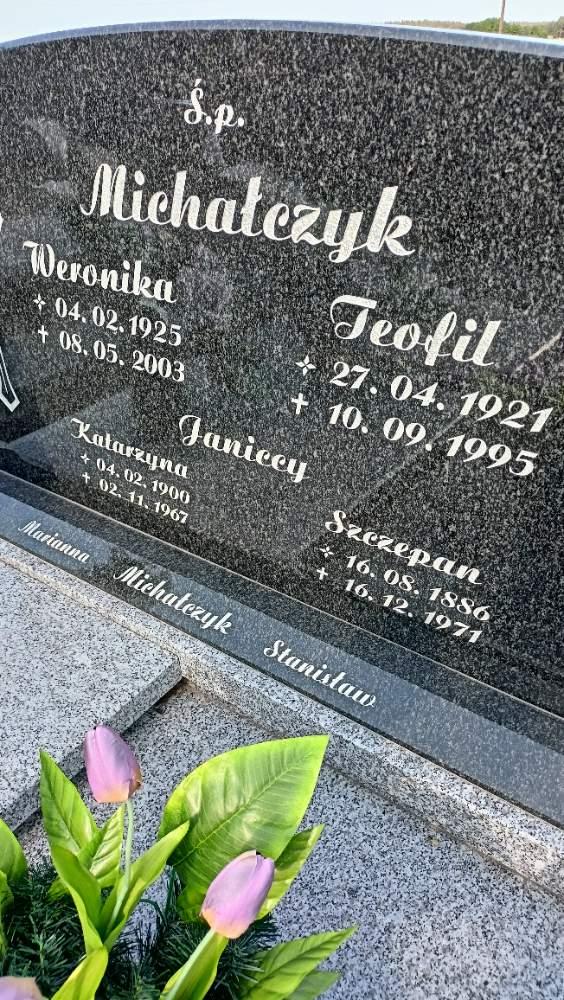 Ś.p.
Michałczyk
Weronika
04. 02. 1925
† 08. 05. 2003
Teofil
27. 04. 1921
† 10. 09. 1995
Janiccy
Katarzyna
04. 02. 1900
† 02. 11. 1967
Szczepan
16. 08. 1886
† 16. 12. 1971
Marianna Michałczyk Stanisław